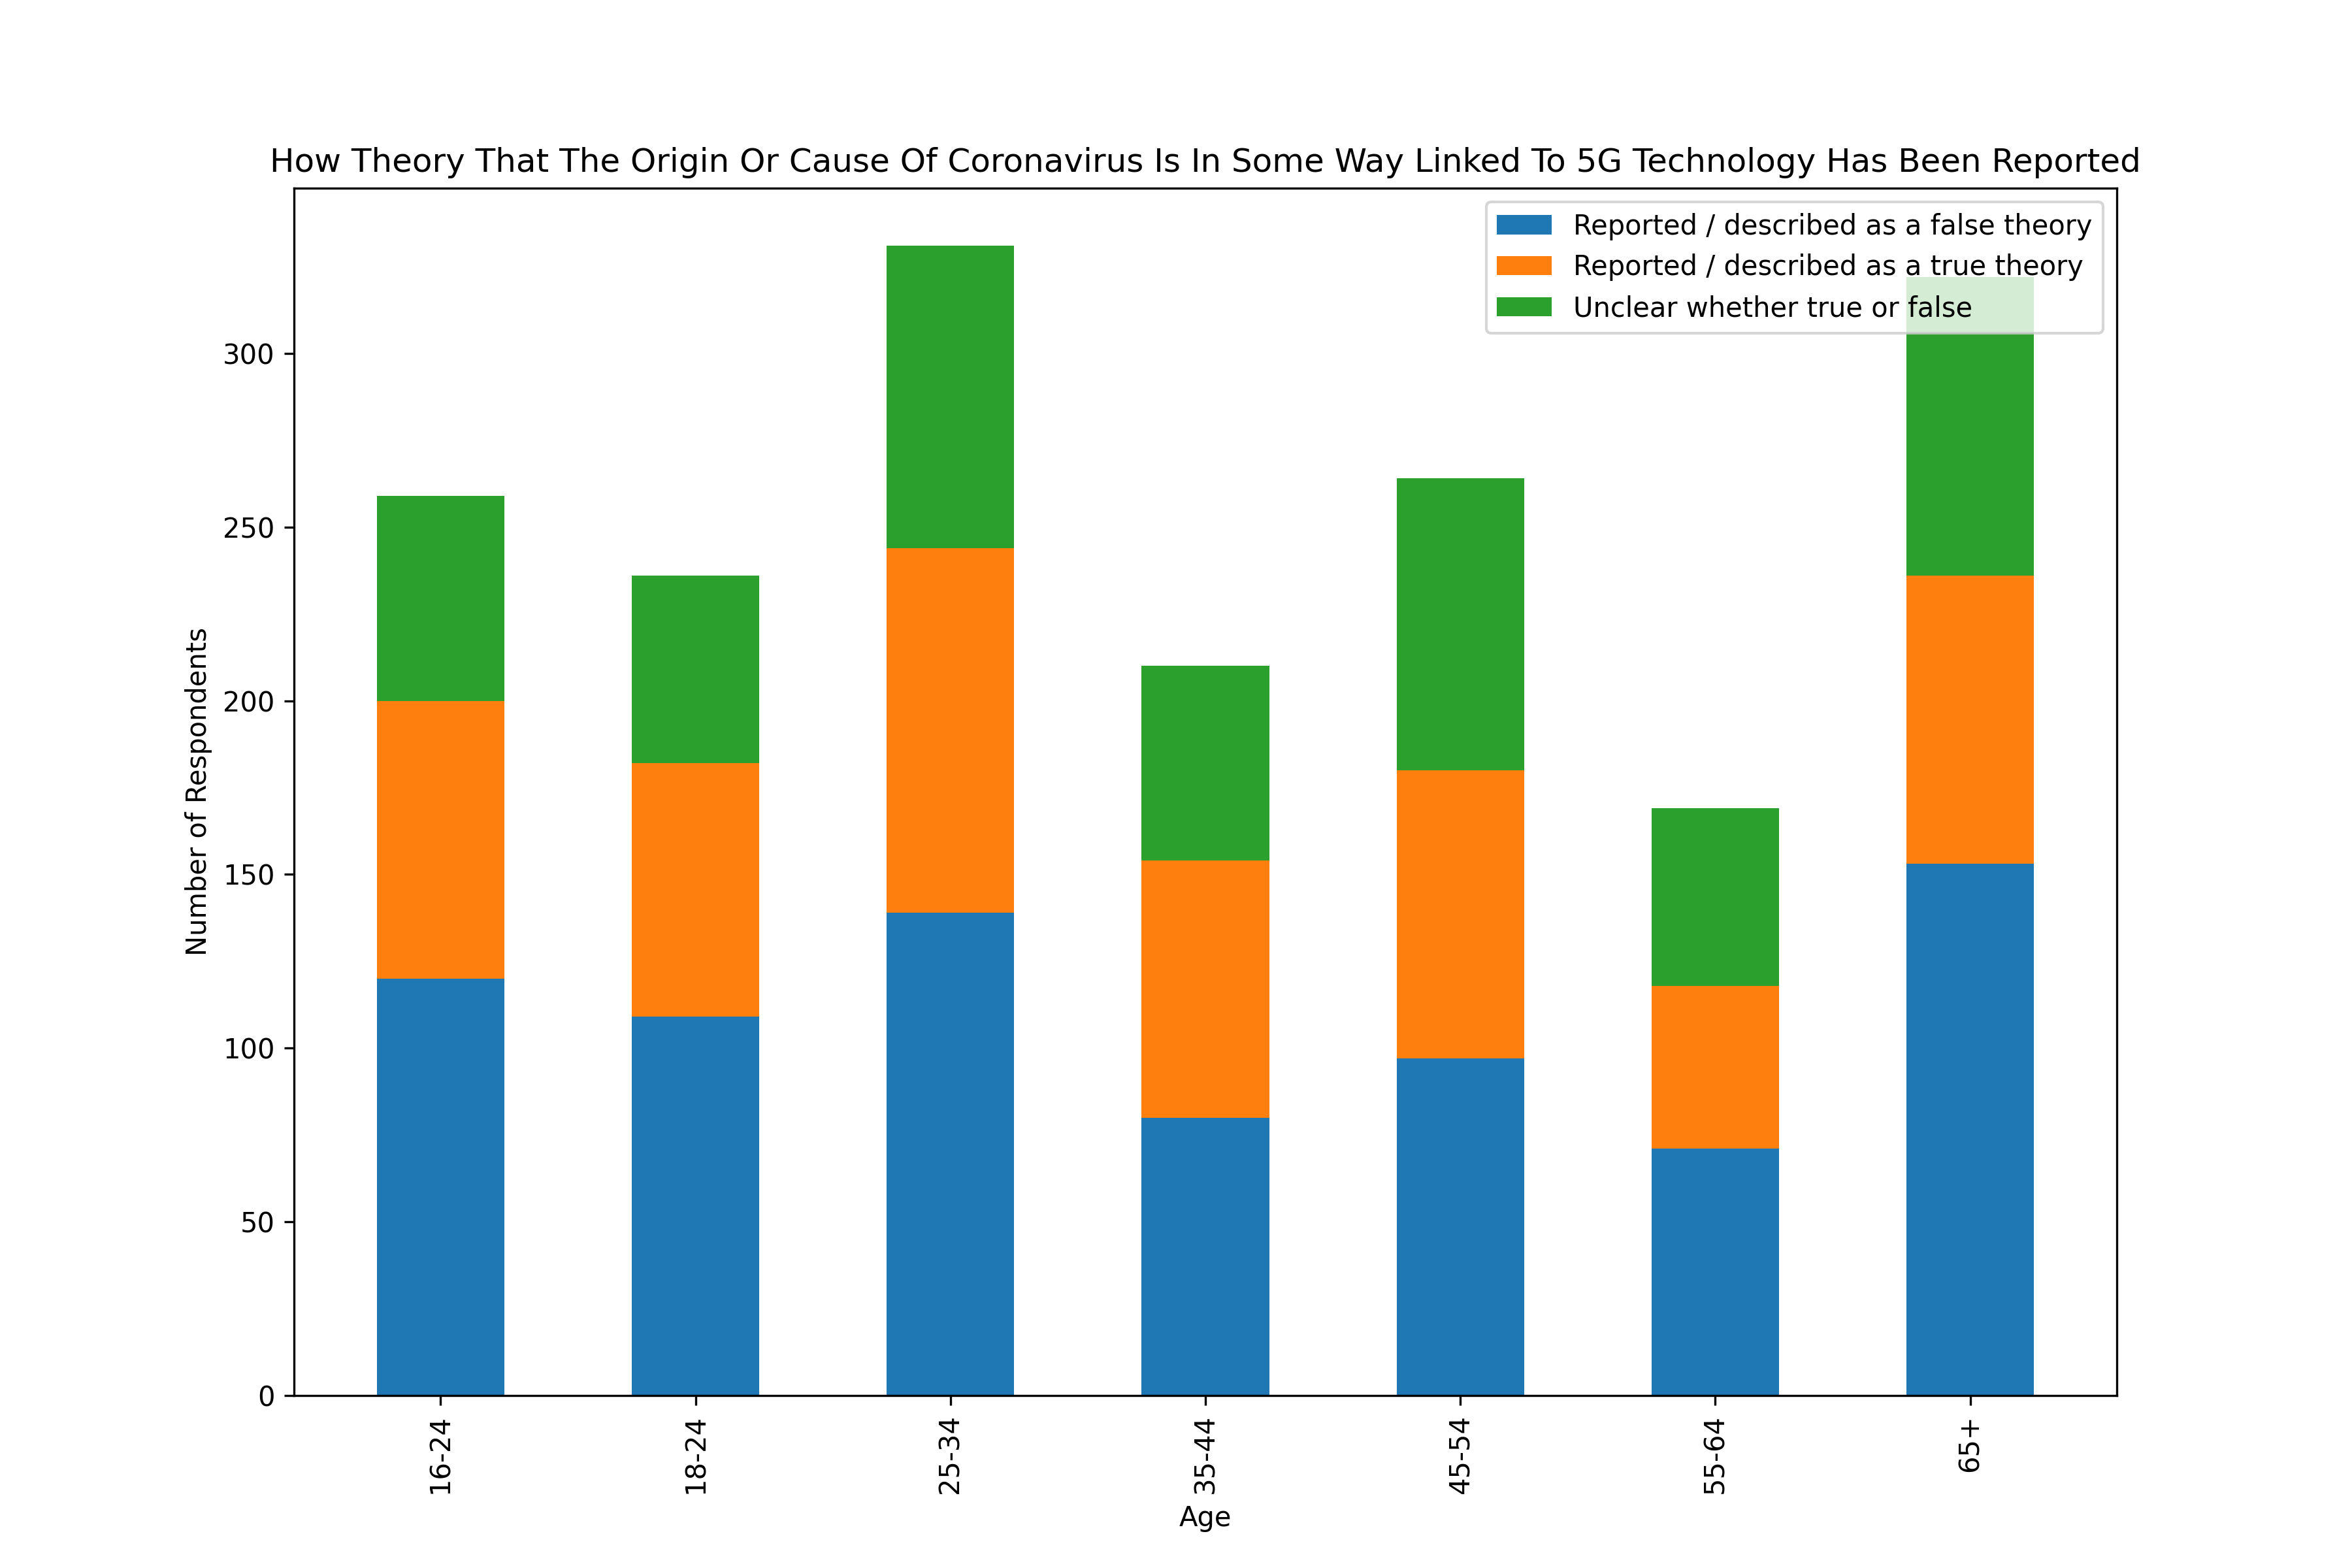 How Theory That The Origin Or Cause Of Coronavirus Is In Some Way Linked To 5G Technology Has Been Reported
Reported / described as a false theory
Reported / described as a true theory
Unclear whether true or false
Number of Respondents
300
250
200
150
100
50
0
16-24
18-24
25-34
35-44
45-54
55-64
65+
Age